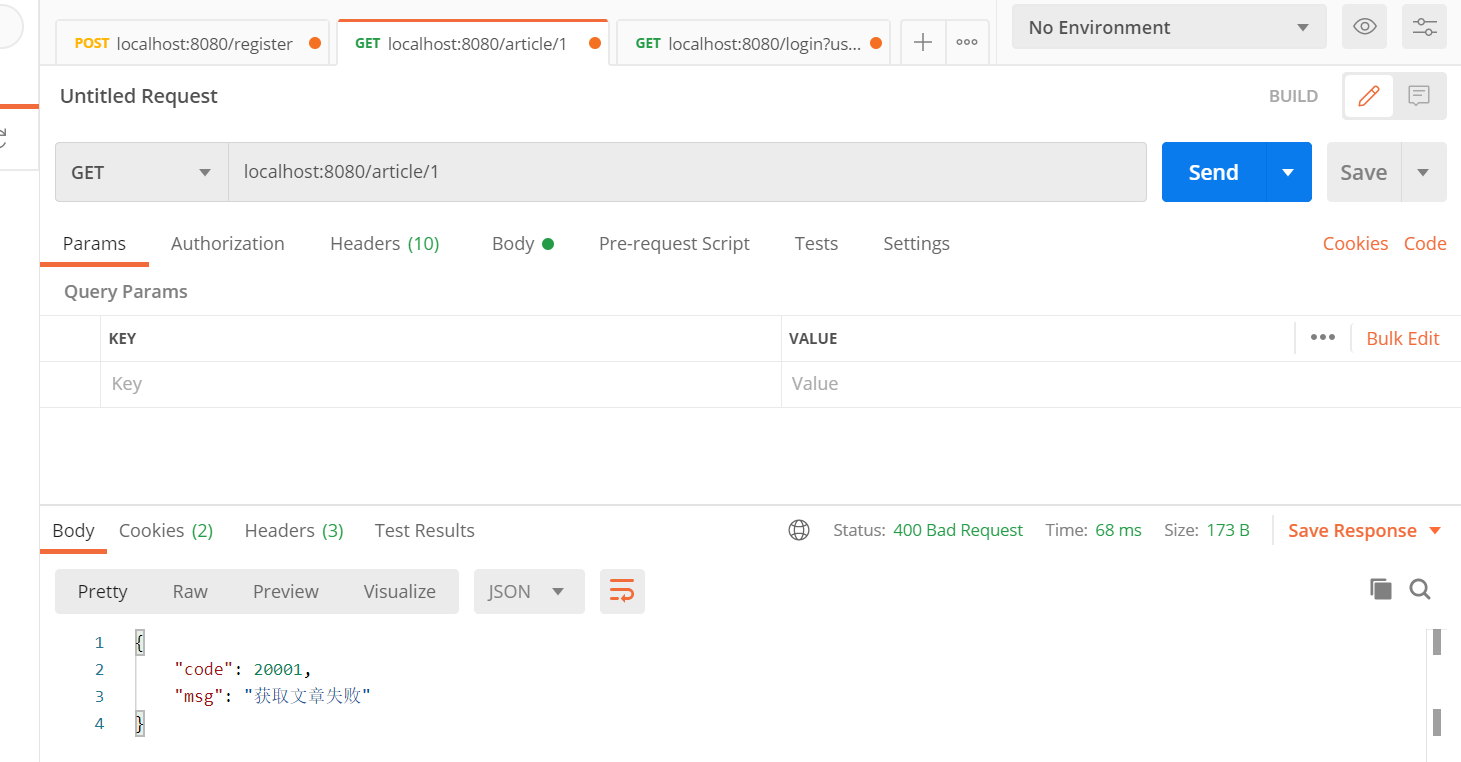 POST localhost:8080/register
GET localhost:8080/article/1
GET localhost:8080/login?us...
No Environment
Untitled Request
BUILD
GET
localhost:8080/article/1
Send
Save
Params
Authorization
Headers (10)
Body
Pre-request Script
Tests
Settings
Cookies
Code
Query Params
KEY
VALUE
Bulk Edit
Key
Value
Body
Cookies (2)
Headers (3)
Test Results
Status: 400 Bad Request
Time: 68 ms
Size: 173 B
Save Response
Pretty
Raw
Preview
Visualize
JSON
1 {
2 "code": 20001,
3 "msg": "获取文章失败"
4 }